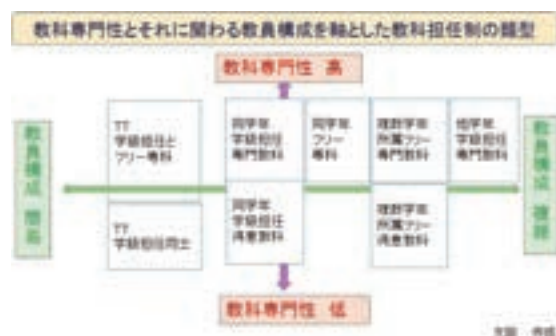 教科専門性とそれに関わる教員構成を軸とした教科担任制の類型
教科専門性 高
教員構成 簡易
TT
学級担任と
フリー専科
同学年
学級担任
専門教科
同学年
フリー
専科
複数学年
所属フリー
専門教科
他学年
学級担任
専門教科
教員構成 複雑
TT
学級担任同士
同学年
学級担任
得意教科
複数学年
所属フリー
得意教科
教科専門性 低